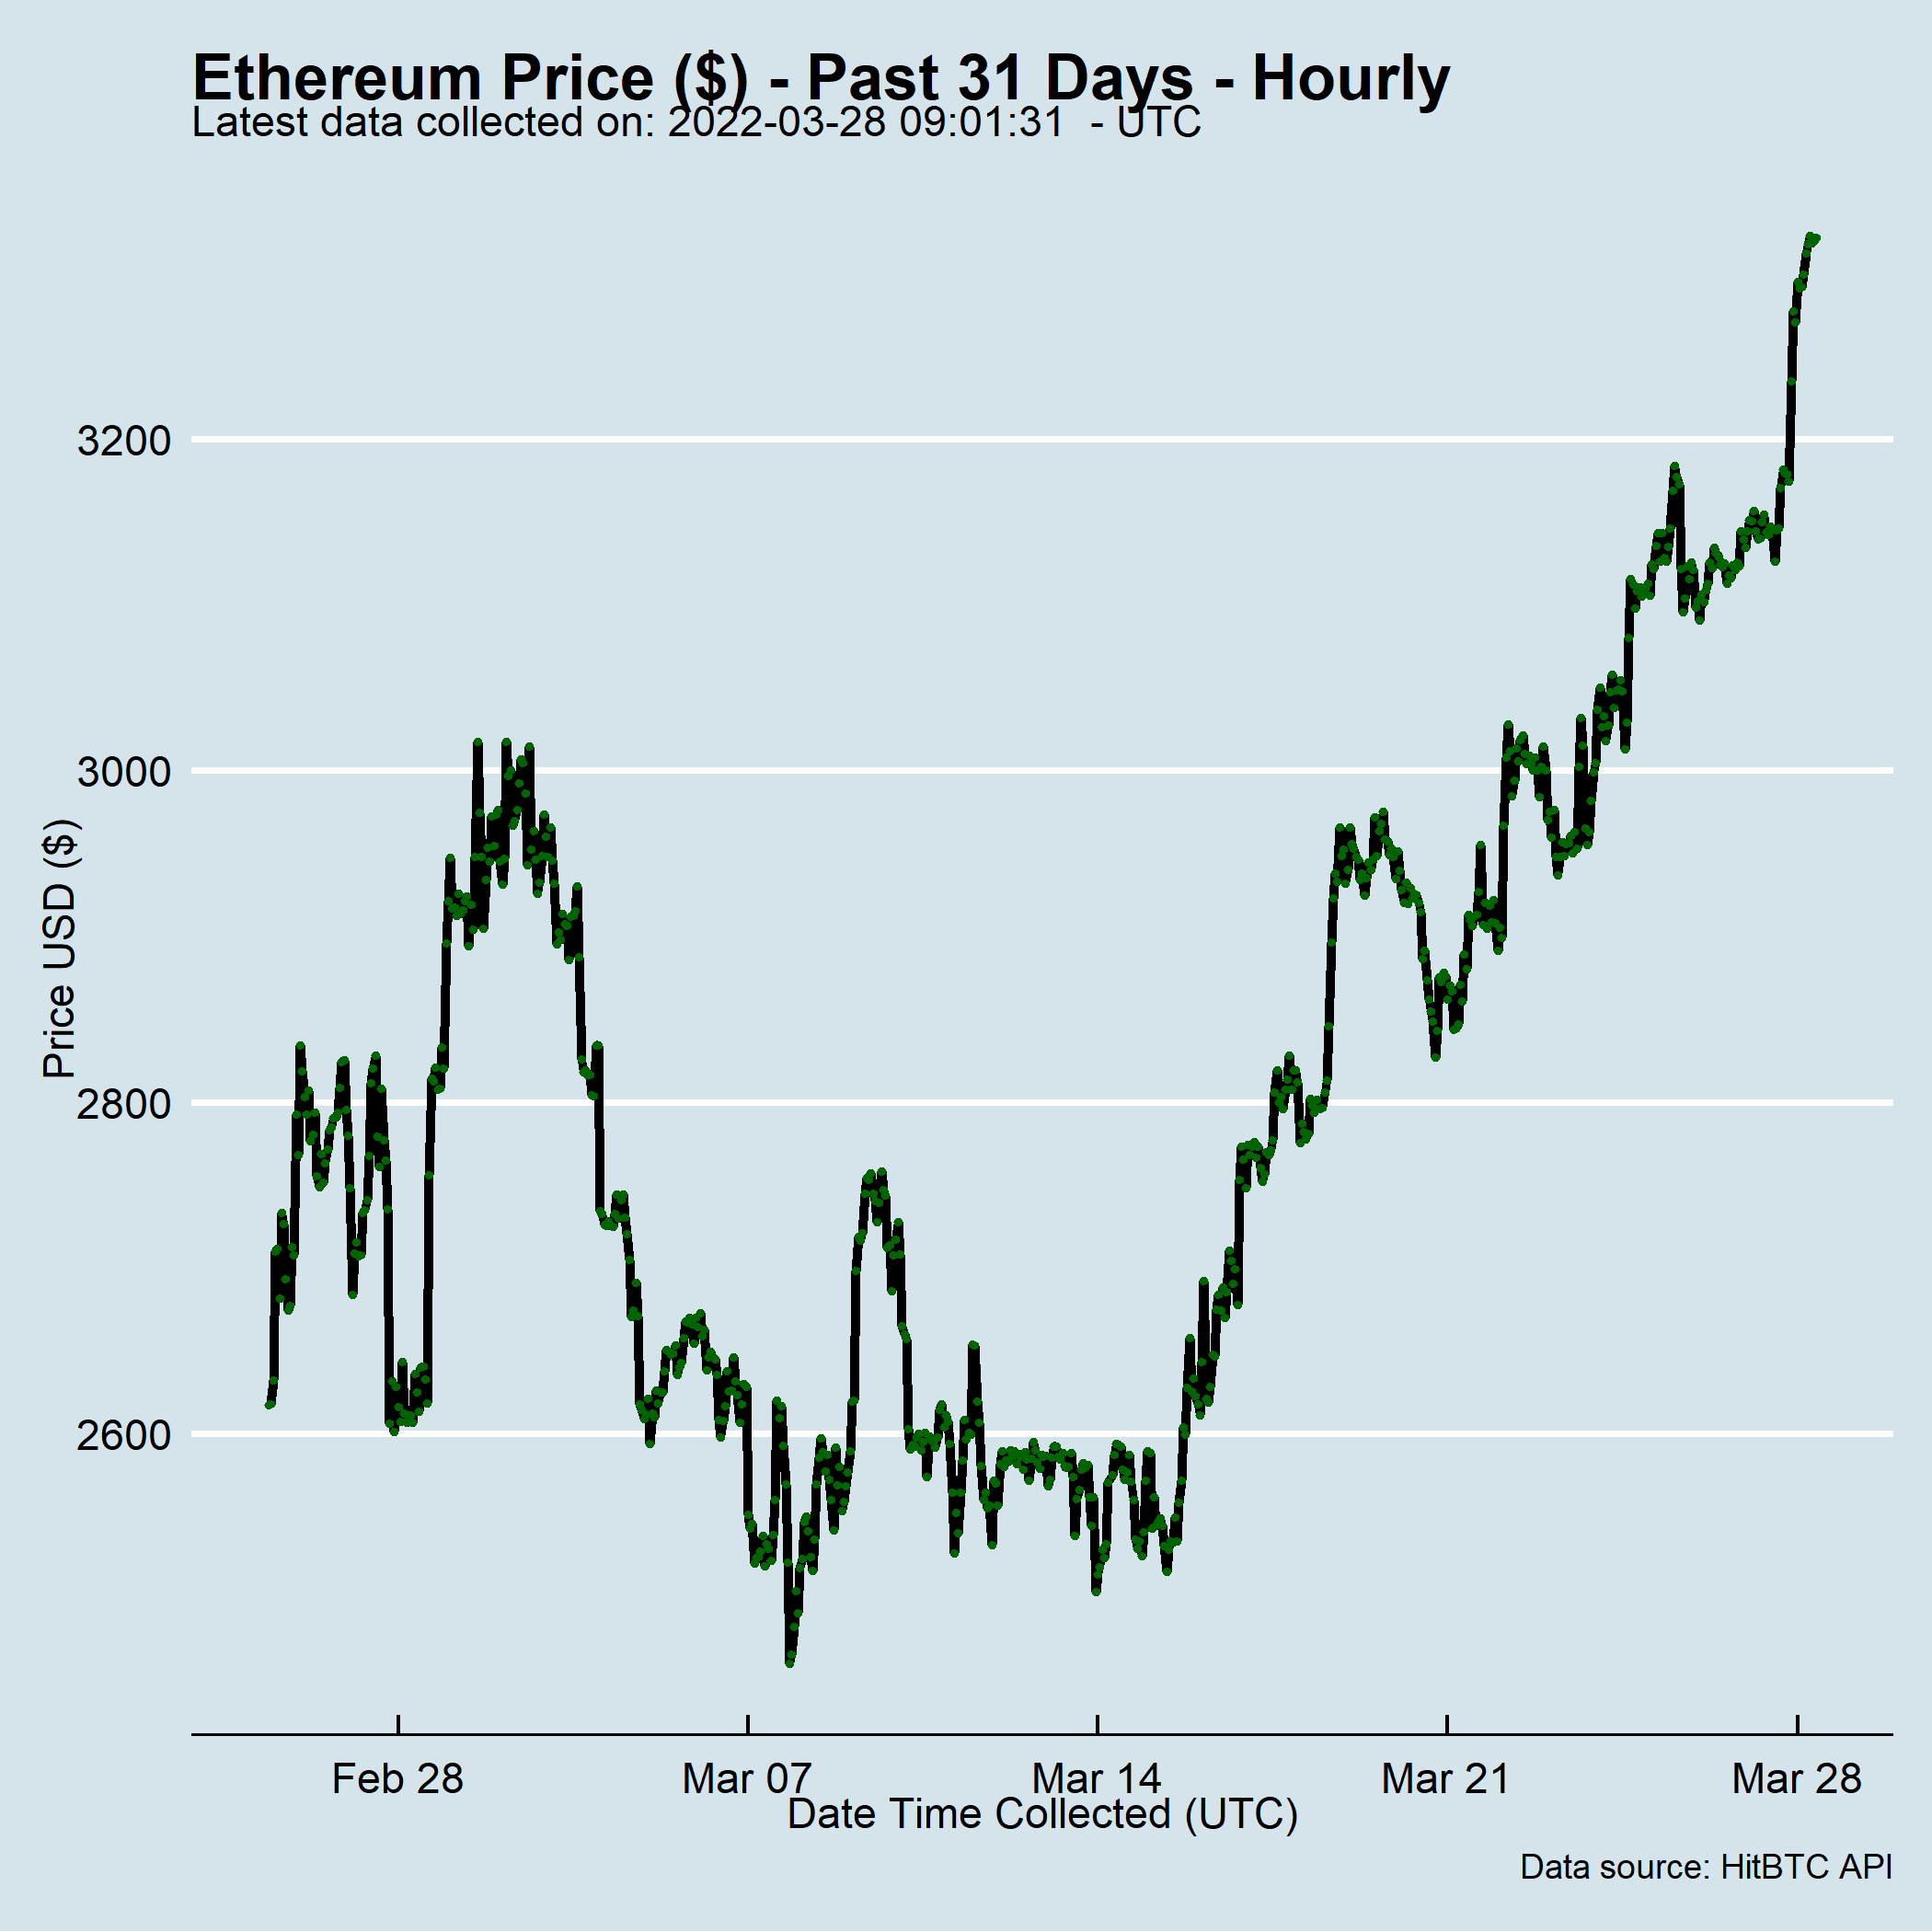 Ethereum Price ($) - Past 31 Days - Hourly
Latest data collected on: 2022-03-28 09:01:31  - UTC
3200
3000
2800
2600
Price USD ($)
Feb 28 Mar 07 Mar 14 Mar 21 Mar 28
Date Time Collected (UTC)
Data source: HitBTC API